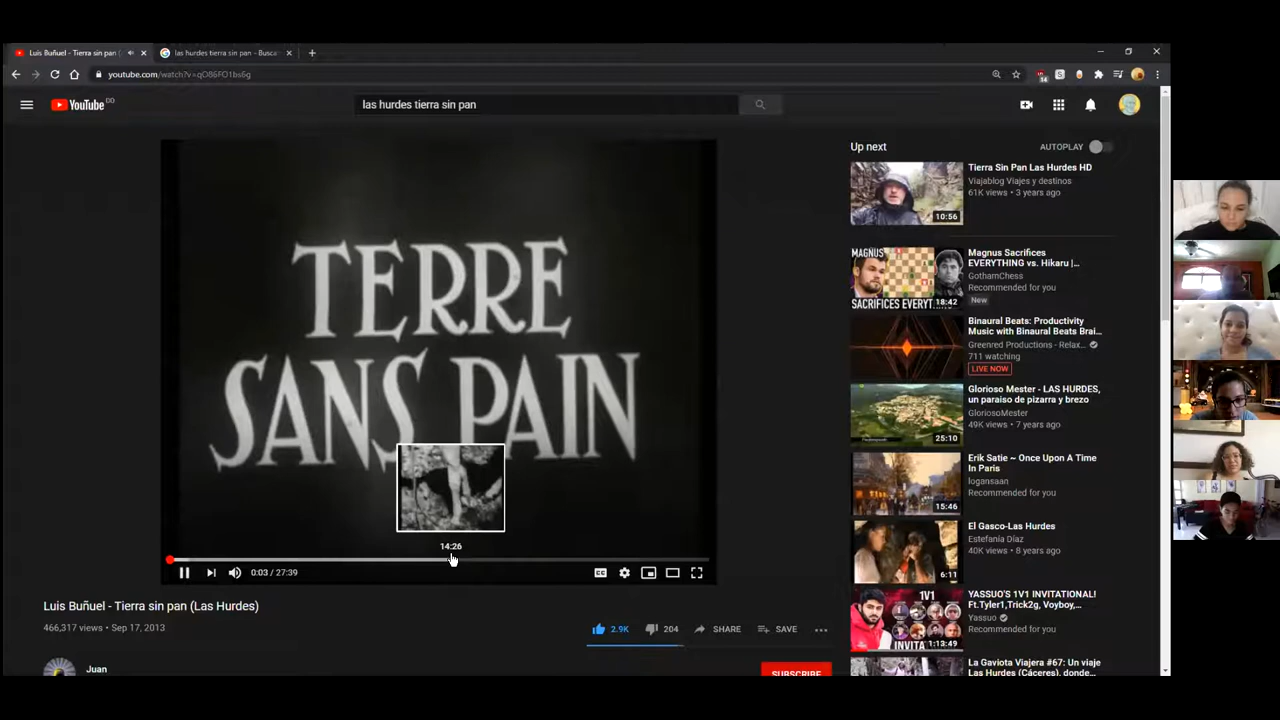 Luis Buñuel - Tierra sin pan (
las hurdes tierra sin pan - Busca
youtube.com/watch?v=qO86FO1bs6g
14
YouTube DO
las hurdes tierra sin pan
TERRE
SANS PAIN
14:26
0:03 / 27:39
Luis Buñuel - Tierra sin pan (Las Hurdes)
466,317 views • Sep 17, 2013
2.9K
204
SHARE
SAVE
Juan
SUBSCRIBE
Up next
AUTOPLAY
Tierra Sin Pan Las Hurdes HD
Viajablog Viajes y destinos
61K views • 3 years ago
10:56
MAGNUS
SACRIFICES EVERYTHING
18:42
Magnus Sacrifices
EVERYTHING vs. Hikaru |...
GothamChess
Recommended for you
New
Binaural Beats: Productivity
Music with Binaural Beats Brai...
Greenred Productions - Relax...
711 watching
LIVE NOW
Glorioso Mester - LAS HURDES,
un paraiso de pizarra y brezo
GloriosoMester
49K views • 7 years ago
25:10
Erik Satie ~ Once Upon A Time
In Paris
logansaan
Recommended for you
15:46
El Gasco-Las Hurdes
Estefanía Díaz
40K views • 8 years ago
6:11
1V1
INVITA
1:13:49
YASSUO'S 1V1 INVITATIONAL!
Ft.Tyler1,Trick2g, Voyboy,...
Yassuo
Recommended for you
La Gaviota Viajera #67: Un viaje
Las Hurdes (Cáceres), donde